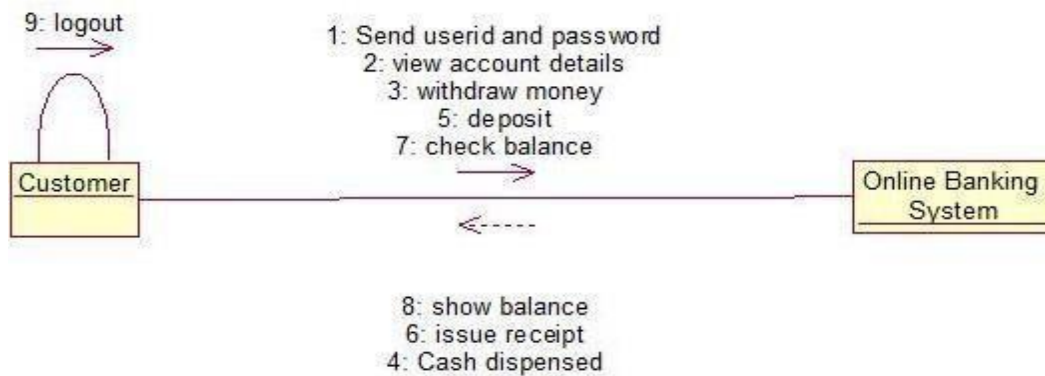 9: logout
1: Send userid and password
2: view account details
3: withdraw money
5: deposit
7: check balance
Customer
Online Banking
System
8: show balance
6: issue receipt
4: Cash dispensed